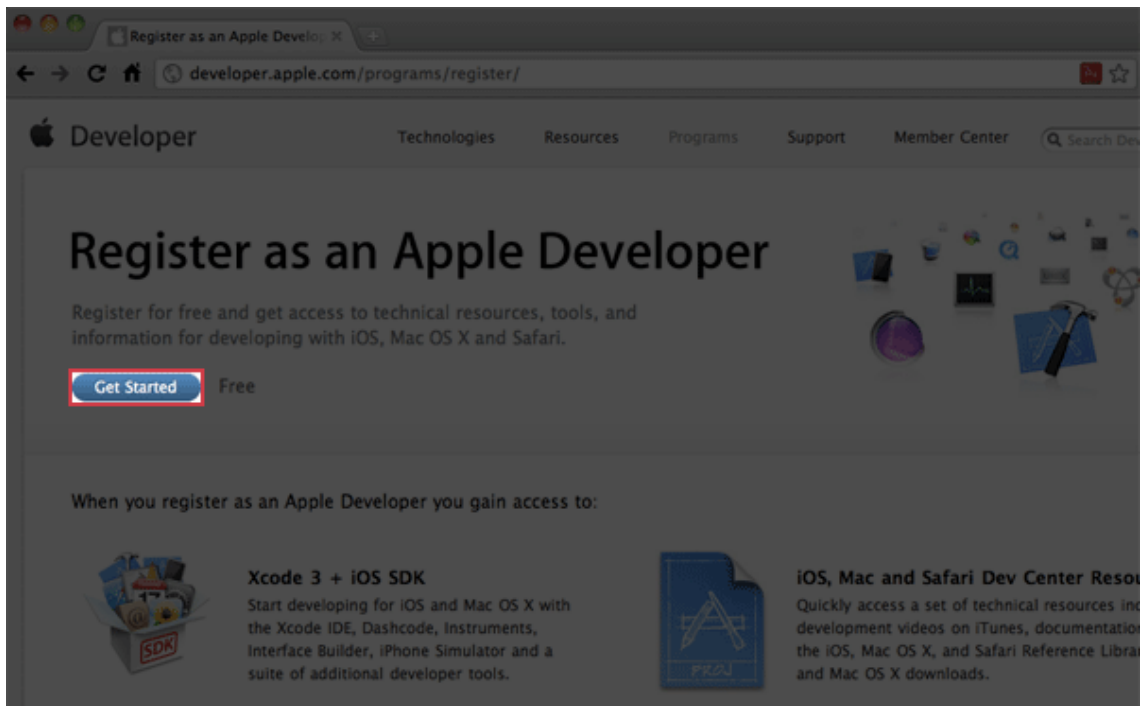 Register as an Apple Develop
developer.apple.com/programs/register/
Developer
Technologies Resources Programs Support Member Center Search Dev
Register as an Apple Developer
Register for free and get access to technical resources, tools, and
information for developing with iOS, Mac OS X and Safari.
Get Started Free
When you register as an Apple Developer you gain access to:
Xcode 3 + iOS SDK
Start developing for iOS and Mac OS X with
the Xcode IDE, Dashcode, Instruments,
Interface Builder, iPhone Simulator and a
suite of additional developer tools.
17
SDK
PROJ
iOS, Mac and Safari Dev Center Resou
Quickly access a set of technical resources inc
development videos on iTunes, documentatio
the iOS, Mac OS X, and Safari Reference Librar
and Mac OS X downloads.